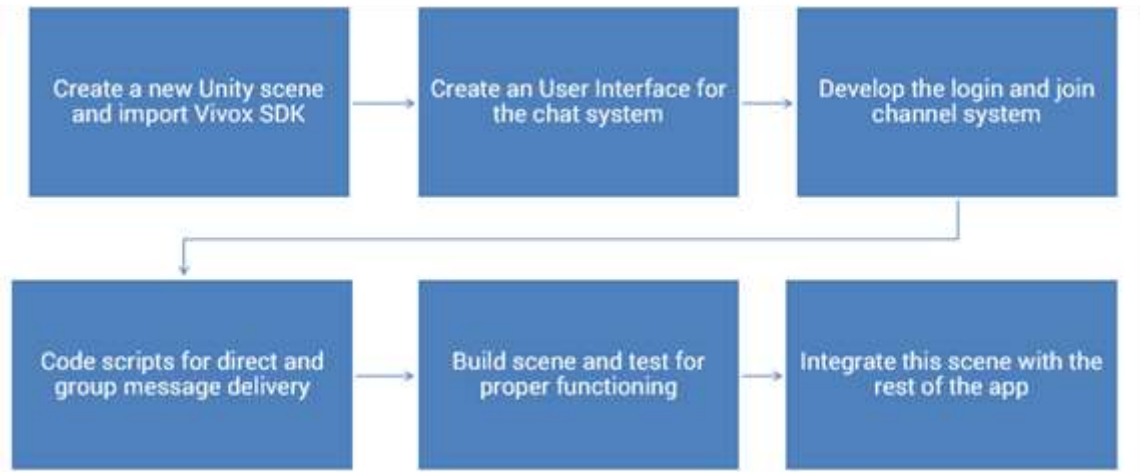 Create a new Unity scene
and import Vivox SDK
Create an User Interface for
the chat system
Develop the login and join
channel system
Code scripts for direct and
group message delivery
Build scene and test for
proper functioning
Integrate this scene with the
rest of the app